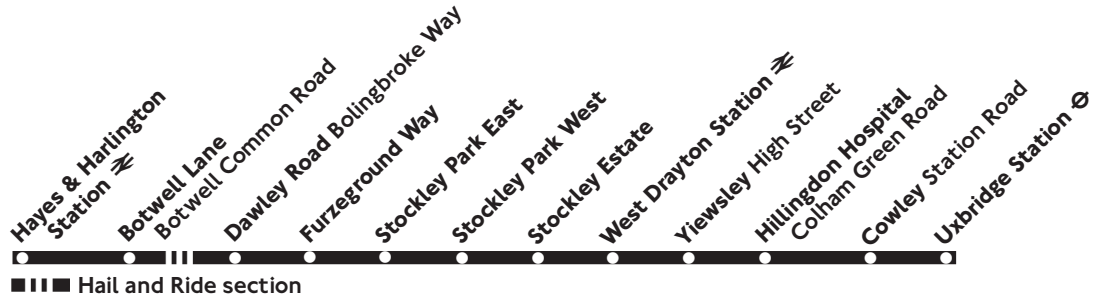 Hayes & Harlington
Station
Botwell Lane
Botwell Common Road
Dawley Road Bolingbroke Way
Furzeground Way
Stockley Park East
Stockley Park West
Stockley Estate
West Drayton Station
Yiewsley High Street
Hillingdon Hospital
Colham Green Road
Cowley Station Road
Uxbridge Station
Hail and Ride section